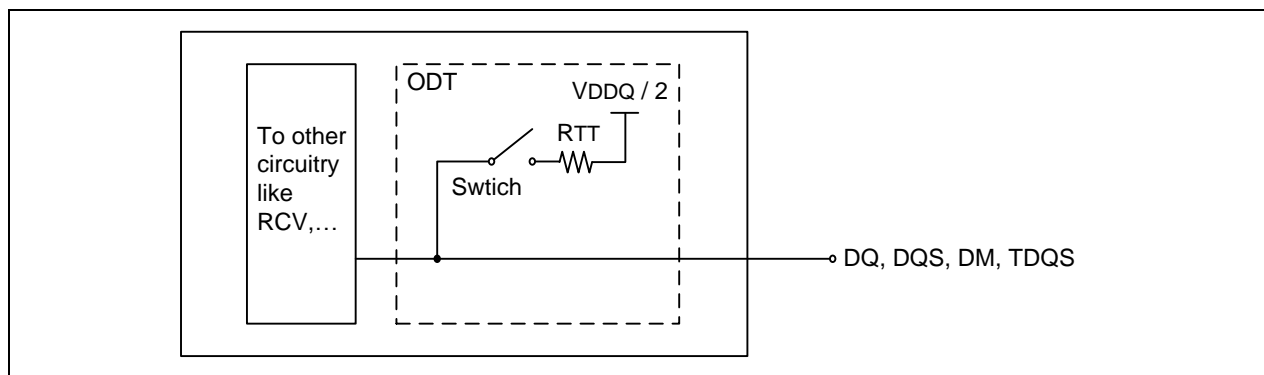 ODT
VDDQ / 2
RTT
Swtich
To other
circuitry
like
RCV,…
DQ, DQS, DM, TDQS